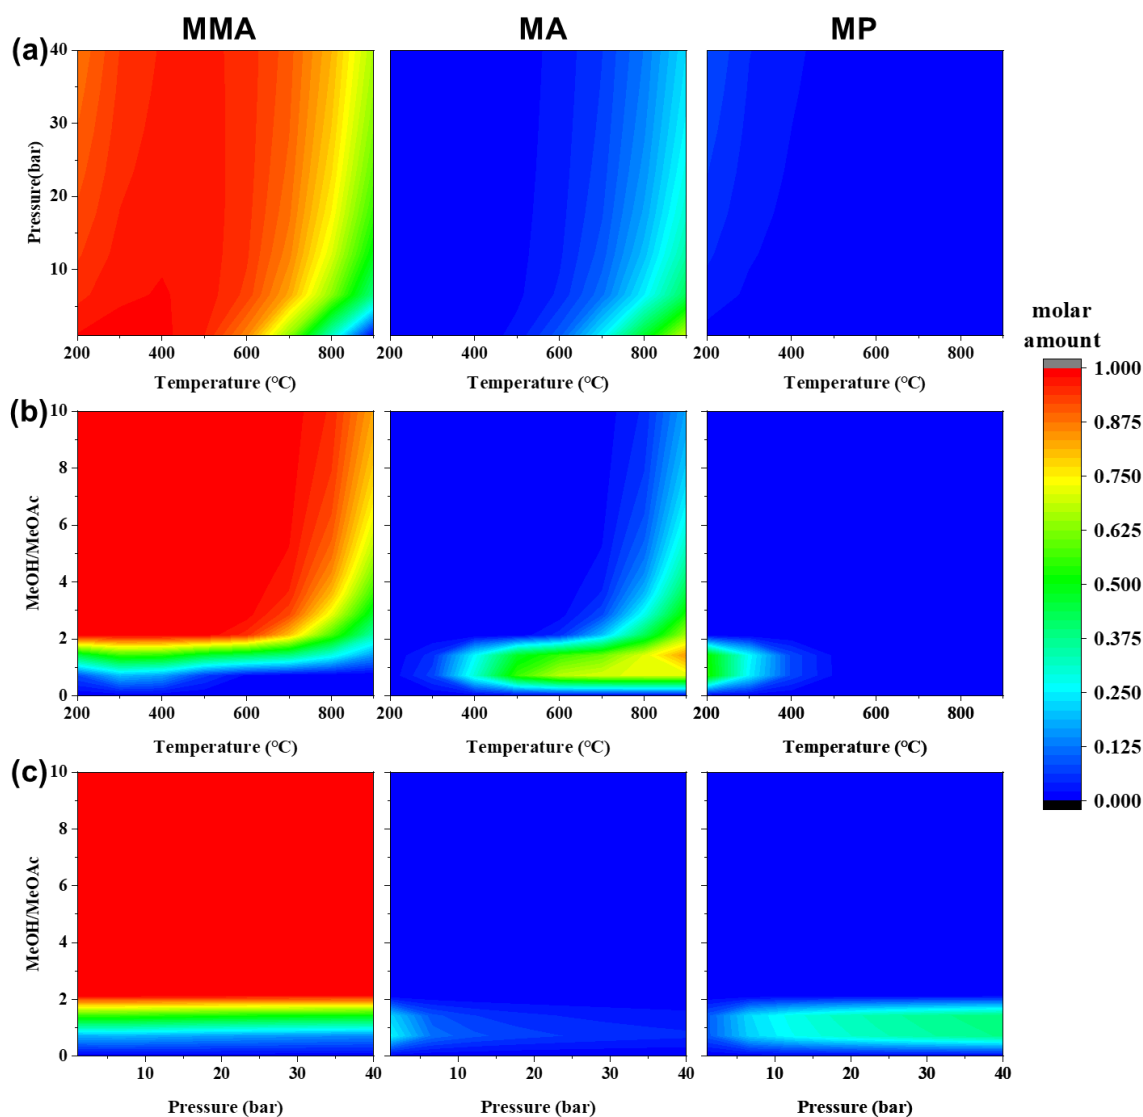 MMA MA MP
(a)
40
30
20
10
Pressure(bar)
200 400 600 800 200 400 600 800 200 400 600 800
Temperature (°C) Temperature (°C) Temperature (°C)
molar
amount
1.000
0.875
0.750
0.625
0.500
0.375
0.250
0.125
0.000
(b)
10
8
6
4
2
0
MeOH/MeOAc
200 400 600 800 200 400 600 800 200 400 600 800
Temperature (°C) Temperature (°C) Temperature (°C)
(c)
10
8
6
4
2
0
MeOH/MeOAc
10 20 30 40 10 20 30 40 10 20 30 40
Pressure (bar) Pressure (bar) Pressure (bar)